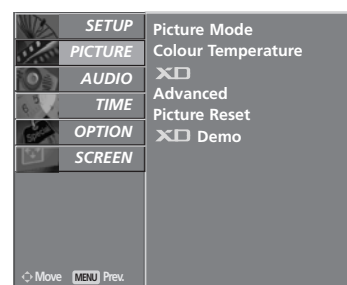 SETUP
PICTURE
AUDIO
TIME
OPTION
SCREEN
Move MENU Prev.
Picture Mode
Colour Temperature
XD
Advanced
Picture Reset
XD Demo